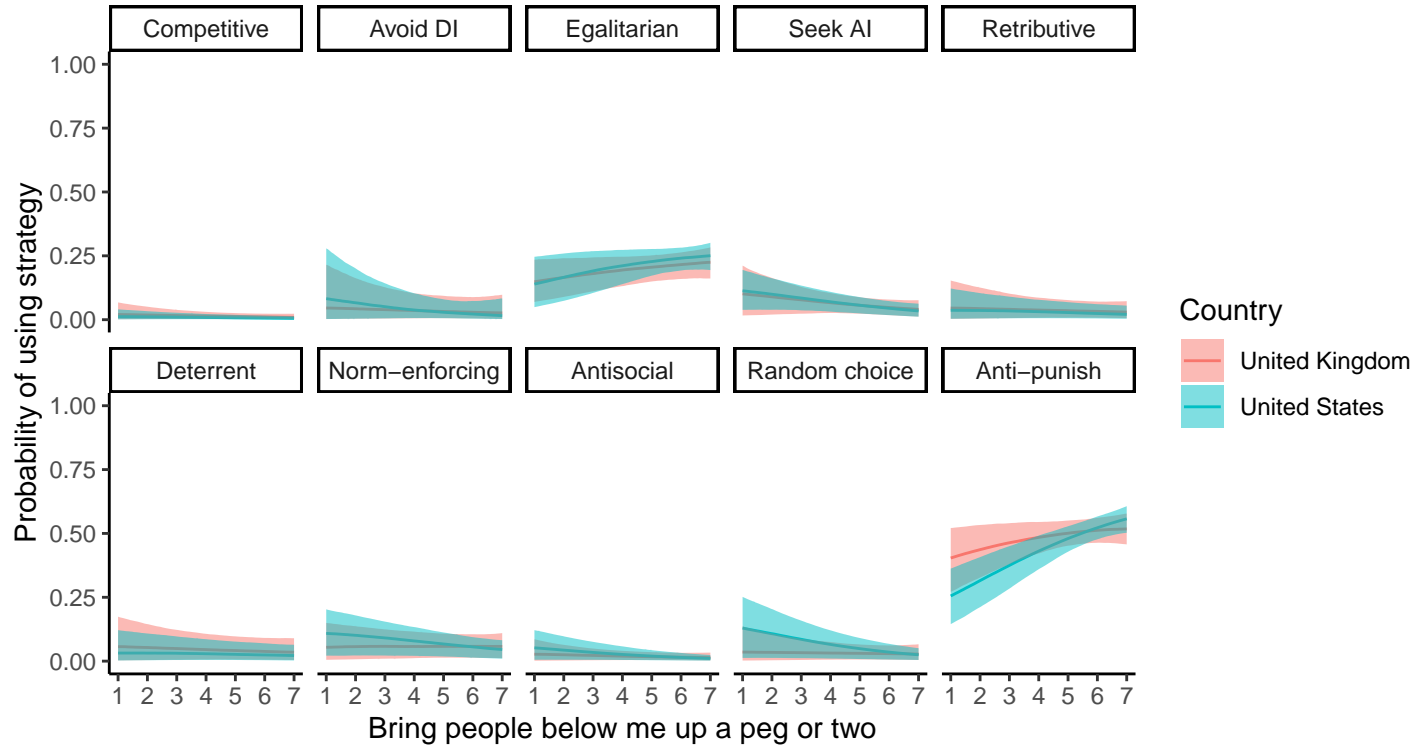 Competitive Avoid DI Egalitarian Seek AI Retributive
1.00
0.75
0.50
0.25
0.00
Deterrent Norm−enforcing Antisocial Random choice Anti−punish
1.00
0.75
0.50
0.25
0.00
1 2 3 4 5 6 7 1 2 3 4 5 6 7 1 2 3 4 5 6 7 1 2 3 4 5 6 7 1 2 3 4 5 6 7
Bring people below me up a peg or two
Probability of using strategy
Country
United Kingdom
United States